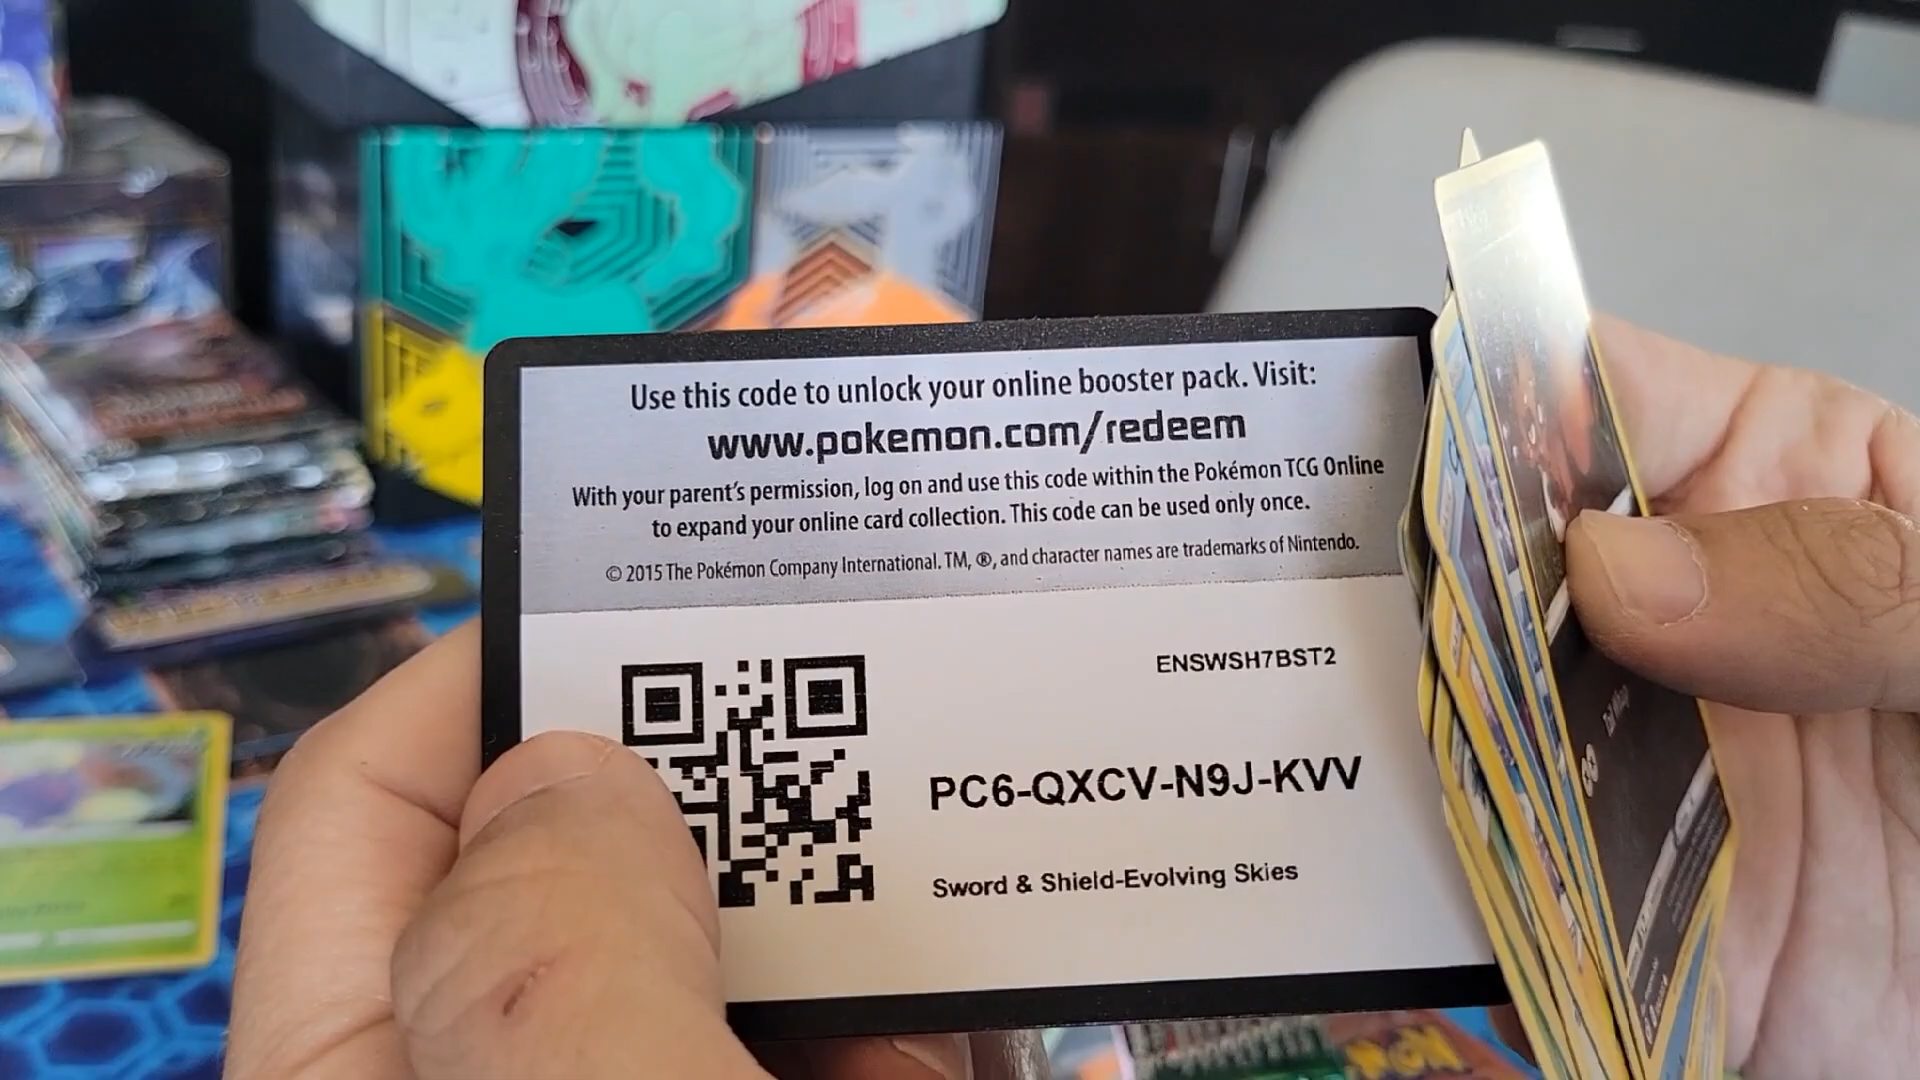 Use this code to unlock your online booster pack. Visit:
www.pokemon.com/redeem
With your parent's permission, log on and use this code within the Pokémon TCG Online
to expand your online card collection. This code can be used only once.
© 2015 The Pokémon Company International. TM, ®, and character names are trademarks of Nintendo.
ENSWSH7BST2
PC6-QXCV-N9J-KVV
Sword & Shield-Evolving Skies